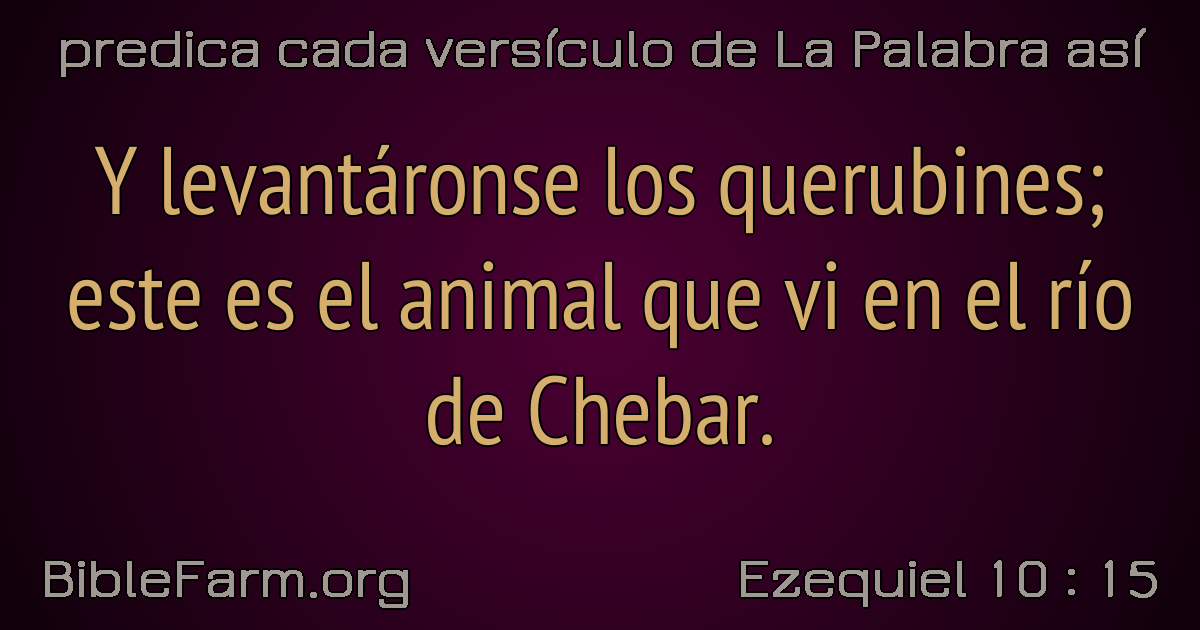 predica cada versículo de La Palabra así
Y levantáronse los querubines;
este es el animal que vi en el río
de Chebar.
BibleFarm.org
Ezequiel 10 : 15